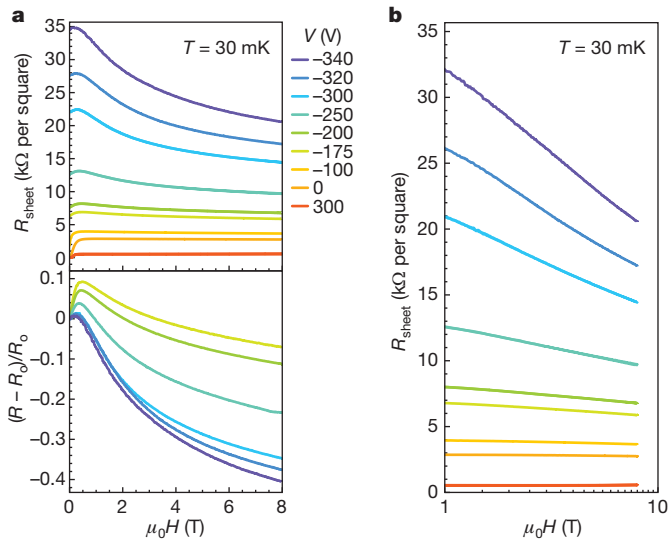 a
T = 30 mK
V (V)
–340
–320
–300
–250
–200
–175
–100
0
300
R_sheet (kΩ per square)
35
30
25
20
15
10
5
0
(R – R_o)/R_o
0.1
0
–0.1
–0.2
–0.3
–0.4
0 2 4 6 8
μ₀H (T)
b
T = 30 mK
R_sheet (kΩ per square)
35
30
25
20
15
10
5
0
1 10
μ₀H (T)